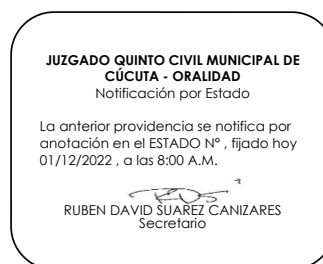 JUZGADO QUINTO CIVIL MUNICIPAL DE
CÚCUTA - ORALIDAD
Notificación por Estado
La anterior providencia se notifica por
anotación en el ESTADO N° , fijado hoy
01/12/2022 , a las 8:00 A.M.
RUBEN DAVID SUAREZ CANIZARES
Secretario